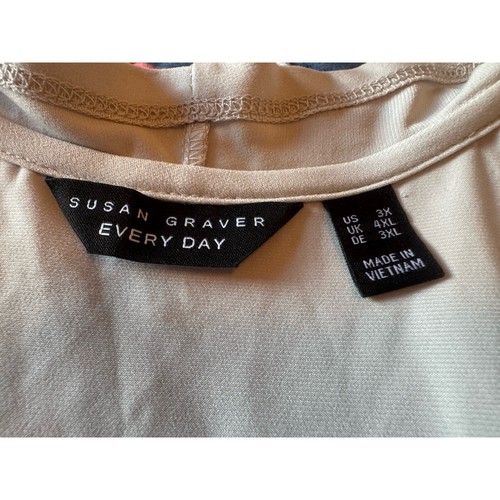 SUSAN GRAVER
EVERY DAY
US 3X
UK 4XL
DE 3XL
MADE IN
VIETNAM